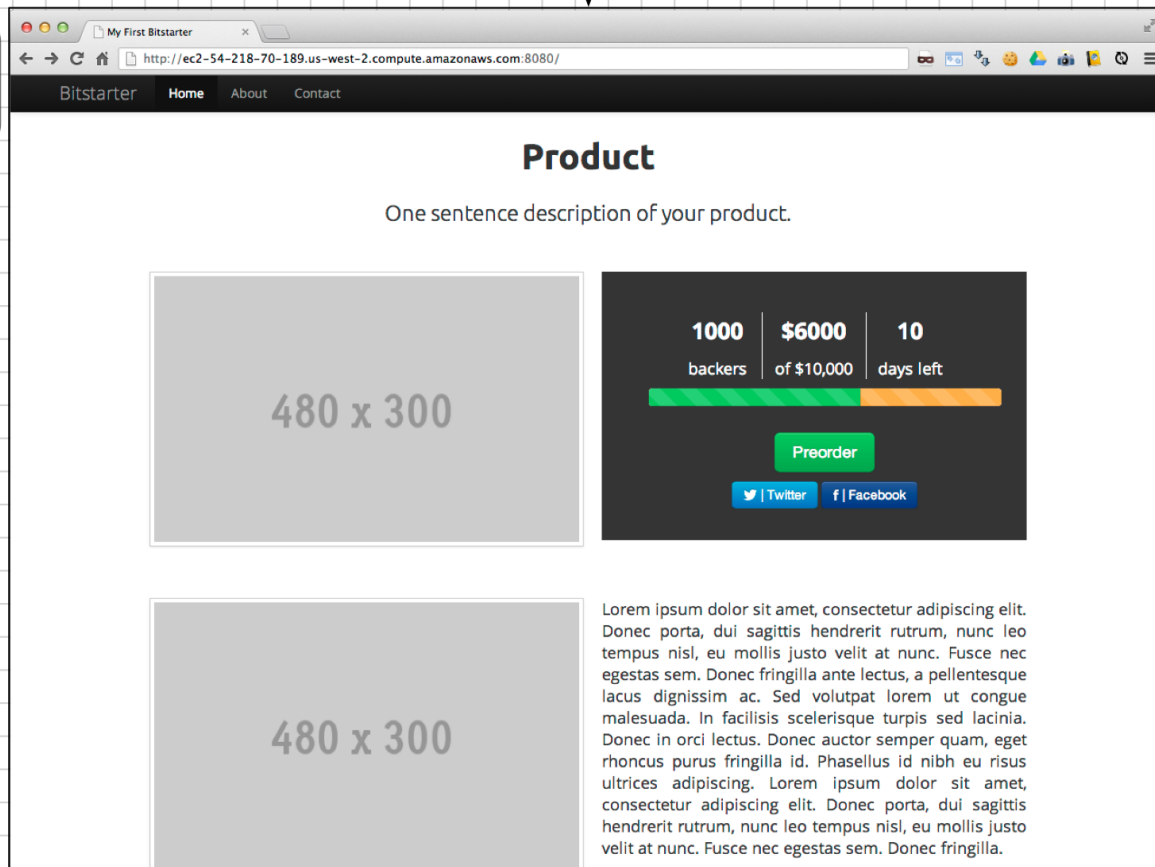 My First Bitstarter
http://ec2-54-218-70-189.us-west-2.compute.amazonaws.com:8080/
Bitstarter Home About Contact
Product
One sentence description of your product.
480 x 300
1000 $6000 10
backers of $10,000 days left
Preorder
| Twitter f | Facebook
480 x 300
Lorem ipsum dolor sit amet, consectetur adipiscing elit.
Donec porta, dui sagittis hendrerit rutrum, nunc leo
tempus nisl, eu mollis justo velit at nunc. Fusce nec
egestas sem. Donec fringilla ante lectus, a pellentesque
lacus dignissim ac. Sed volutpat lorem ut congue
malesuada. In facilisis scelerisque turpis sed lacinia.
Donec in orci lectus. Donec auctor semper quam, eget
rhoncus purus fringilla id. Phasellus id nibh eu risus
ultrices adipiscing. Lorem ipsum dolor sit amet,
consectetur adipiscing elit. Donec porta, dui sagittis
hendrerit rutrum, nunc leo tempus nisl, eu mollis justo
velit at nunc. Fusce nec egestas sem. Donec fringilla.